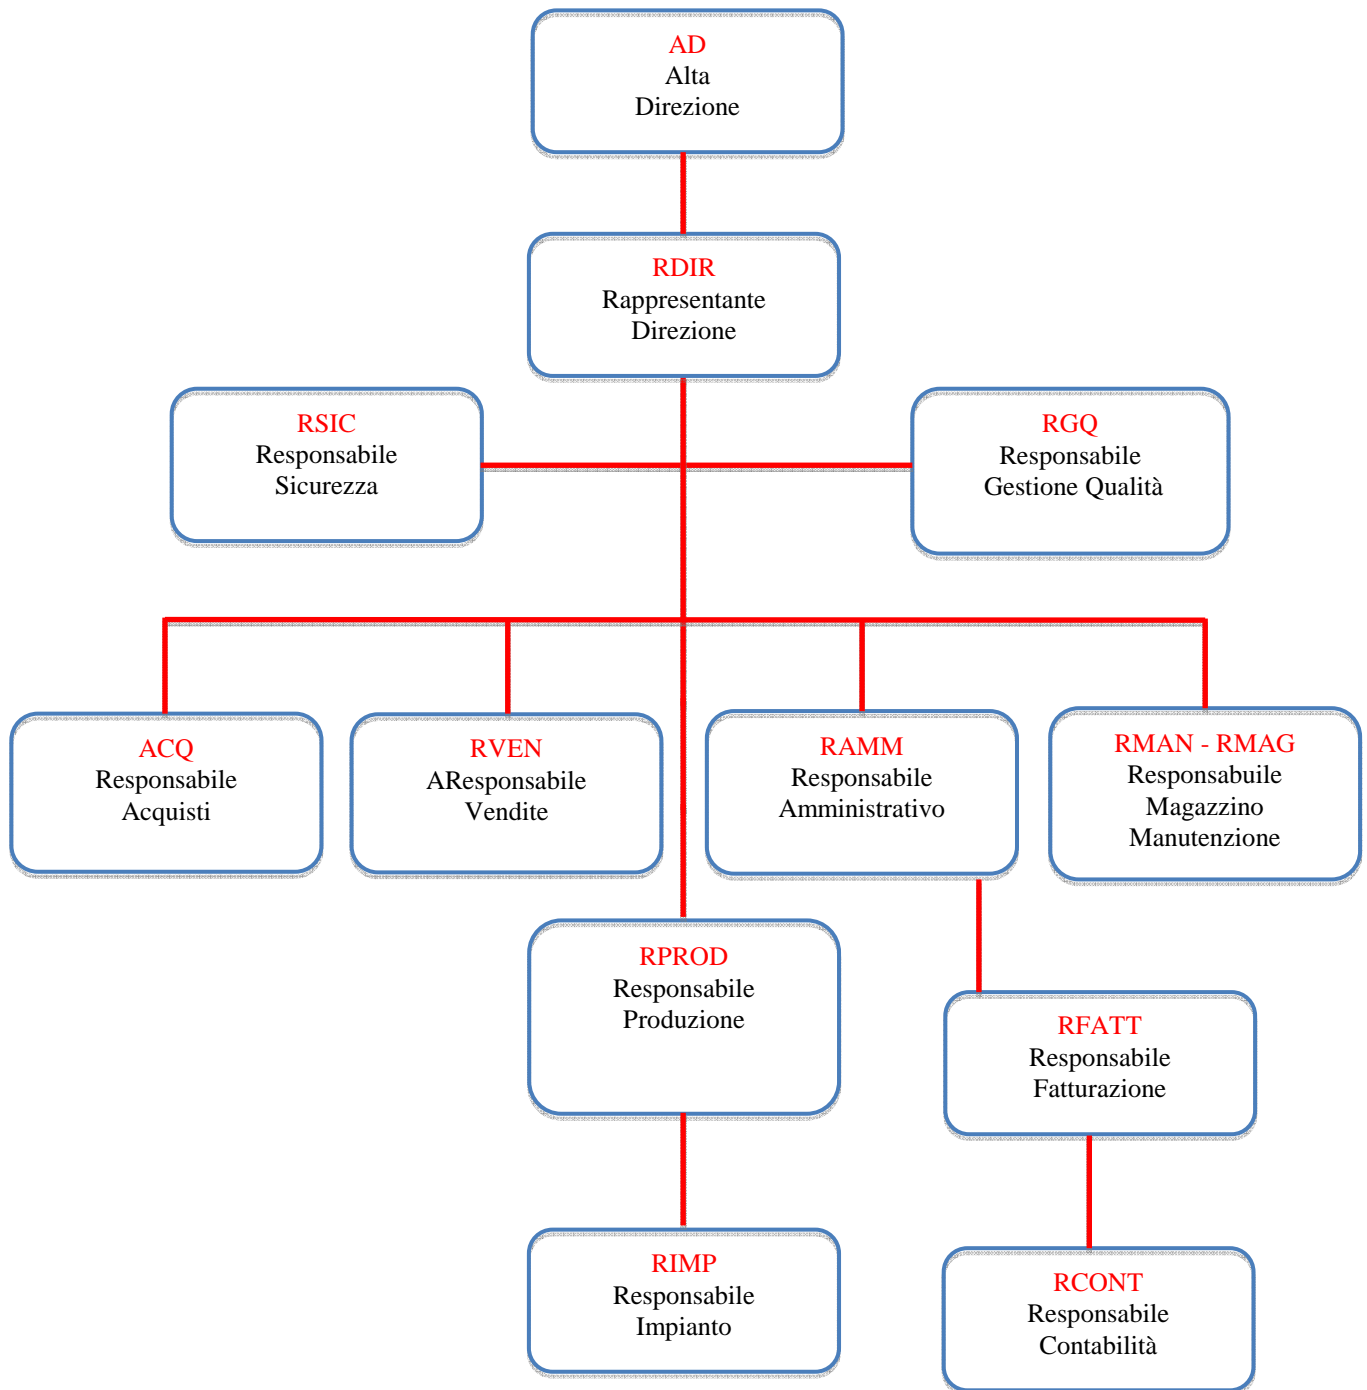 AD
Alta
Direzione
RDIR
Rappresentante
Direzione
RSIC
Responsabile
Sicurezza
RGQ
Responsabile
Gestione Qualità
ACQ
Responsabile
Acquisti
RVEN
AResponsabile
Vendite
RAMM
Responsabile
Amministrativo
RMAN - RMAG
Responsabuile
Magazzino
Manutenzione
RPROD
Responsabile
Produzione
RFATT
Responsabile
Fatturazione
RIMP
Responsabile
Impianto
RCONT
Responsabile
Contabilità